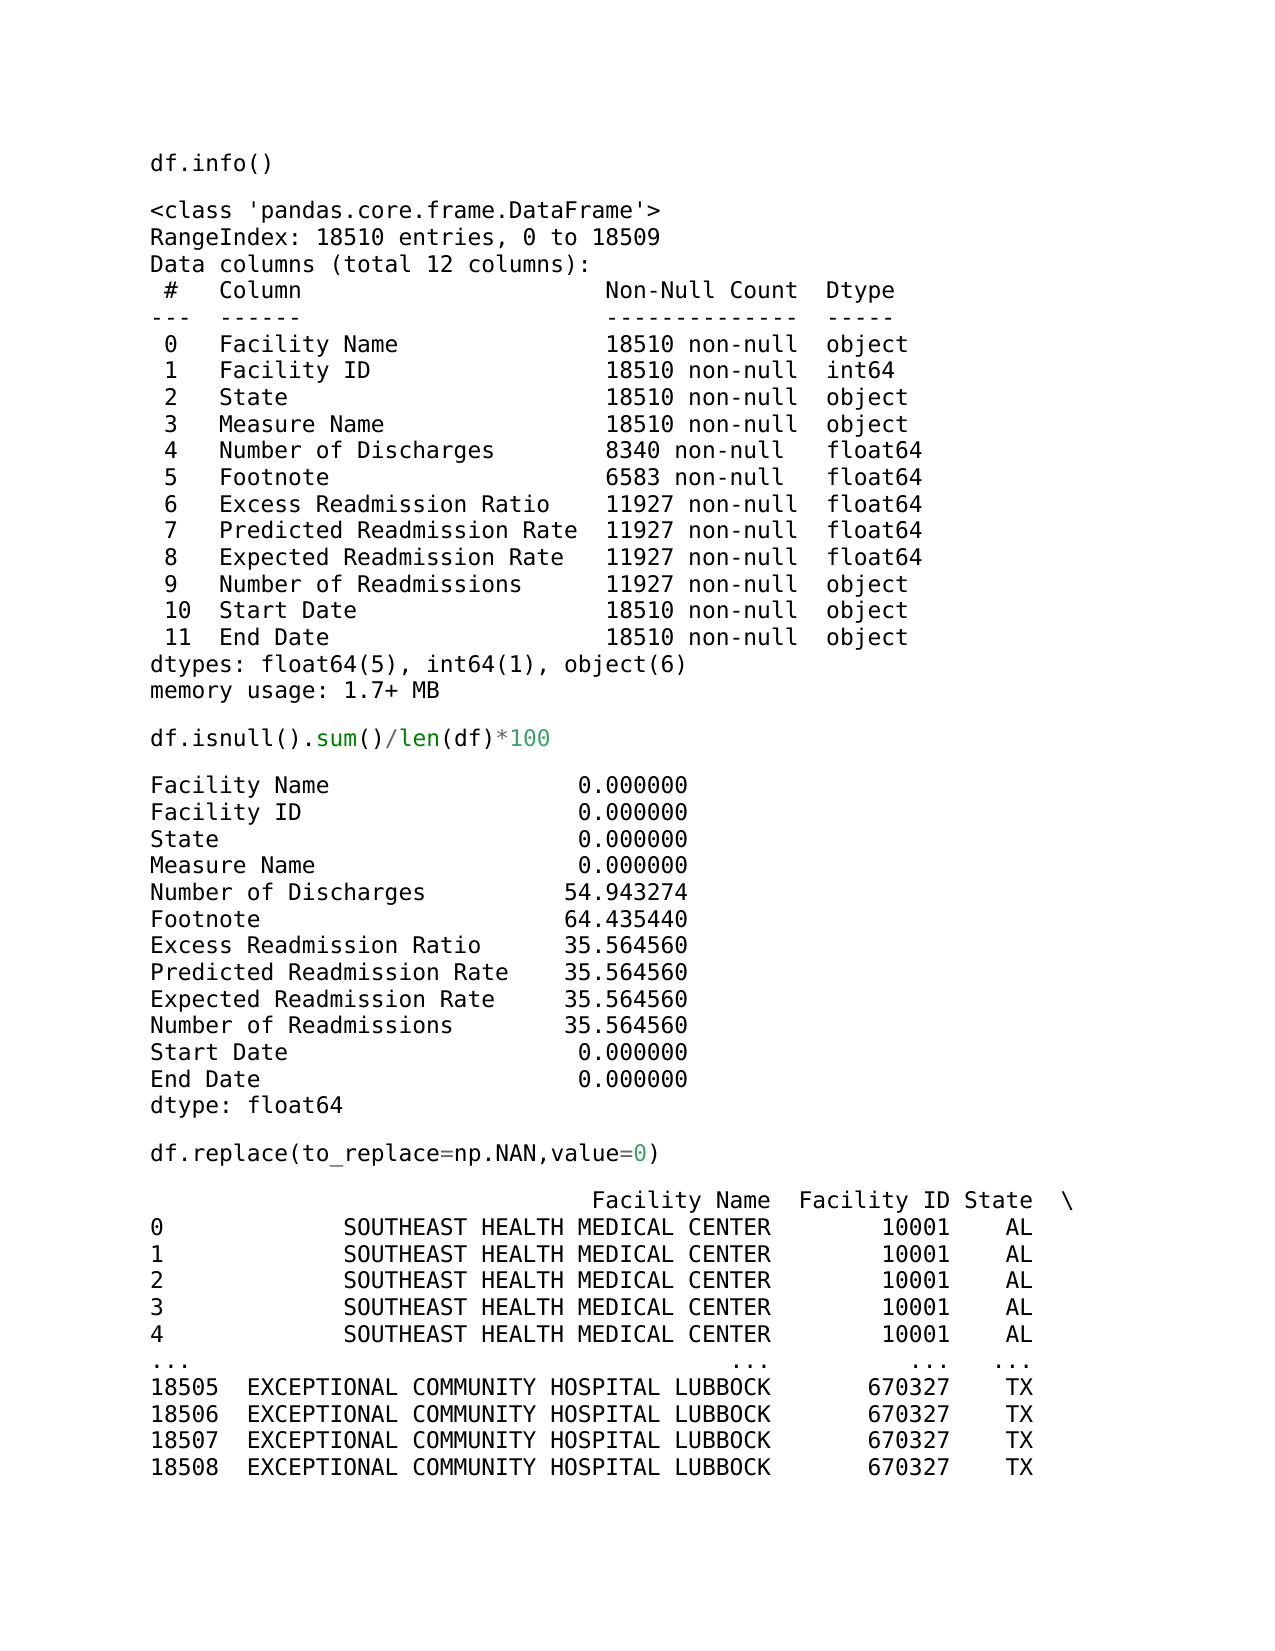 df.info()
<class 'pandas.core.frame.DataFrame'>
RangeIndex: 18510 entries, 0 to 18509
Data columns (total 12 columns):
 #   Column                      Non-Null Count  Dtype
---  ------                      --------------  -----
 0   Facility Name               18510 non-null  object
 1   Facility ID                 18510 non-null  int64
 2   State                       18510 non-null  object
 3   Measure Name                18510 non-null  object
 4   Number of Discharges        8340 non-null   float64
 5   Footnote                    6583 non-null   float64
 6   Excess Readmission Ratio    11927 non-null  float64
 7   Predicted Readmission Rate  11927 non-null  float64
 8   Expected Readmission Rate   11927 non-null  float64
 9   Number of Readmissions      11927 non-null  object
 10  Start Date                  18510 non-null  object
 11  End Date                    18510 non-null  object
dtypes: float64(5), int64(1), object(6)
memory usage: 1.7+ MB
df.isnull().sum()/len(df)*100
Facility Name                  0.000000
Facility ID                    0.000000
State                          0.000000
Measure Name                   0.000000
Number of Discharges          54.943274
Footnote                      64.435440
Excess Readmission Ratio      35.564560
Predicted Readmission Rate    35.564560
Expected Readmission Rate     35.564560
Number of Readmissions        35.564560
Start Date                     0.000000
End Date                       0.000000
dtype: float64
df.replace(to_replace=np.NAN,value=0)
                                Facility Name  Facility ID State  \
0             SOUTHEAST HEALTH MEDICAL CENTER        10001    AL
1             SOUTHEAST HEALTH MEDICAL CENTER        10001    AL
2             SOUTHEAST HEALTH MEDICAL CENTER        10001    AL
3             SOUTHEAST HEALTH MEDICAL CENTER        10001    AL
4             SOUTHEAST HEALTH MEDICAL CENTER        10001    AL
...                                       ...          ...   ...
18505  EXCEPTIONAL COMMUNITY HOSPITAL LUBBOCK       670327    TX
18506  EXCEPTIONAL COMMUNITY HOSPITAL LUBBOCK       670327    TX
18507  EXCEPTIONAL COMMUNITY HOSPITAL LUBBOCK       670327    TX
18508  EXCEPTIONAL COMMUNITY HOSPITAL LUBBOCK       670327    TX